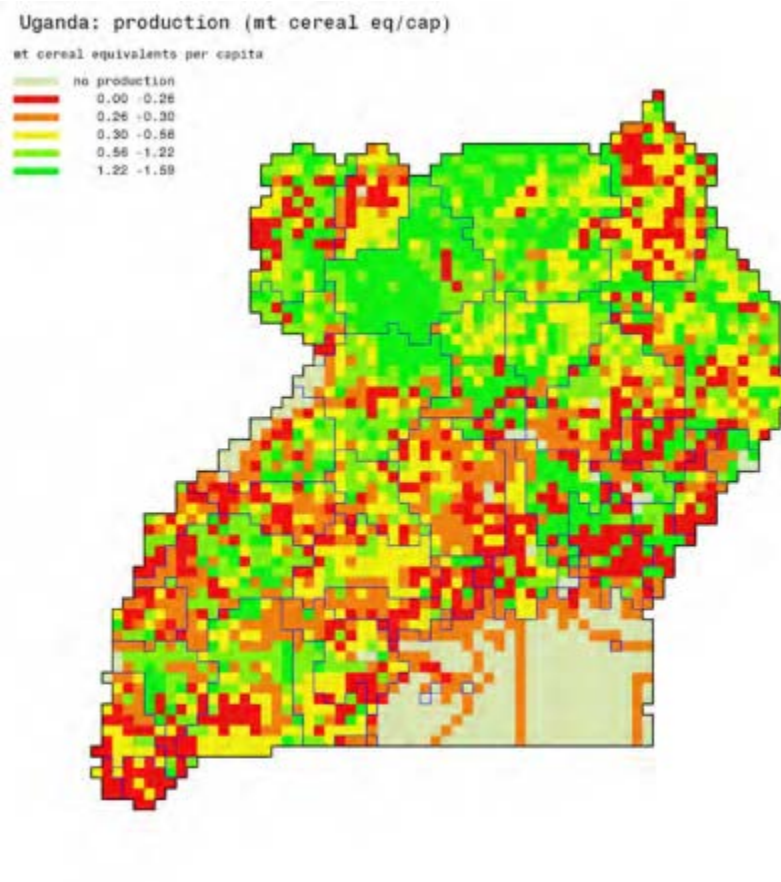 Uganda: production (mt cereal eq/cap)
mt cereal equivalents per capita
no production
0.00 -0.26
0.26 -0.30
0.30 -0.56
0.56 -1.22
1.22 -1.59